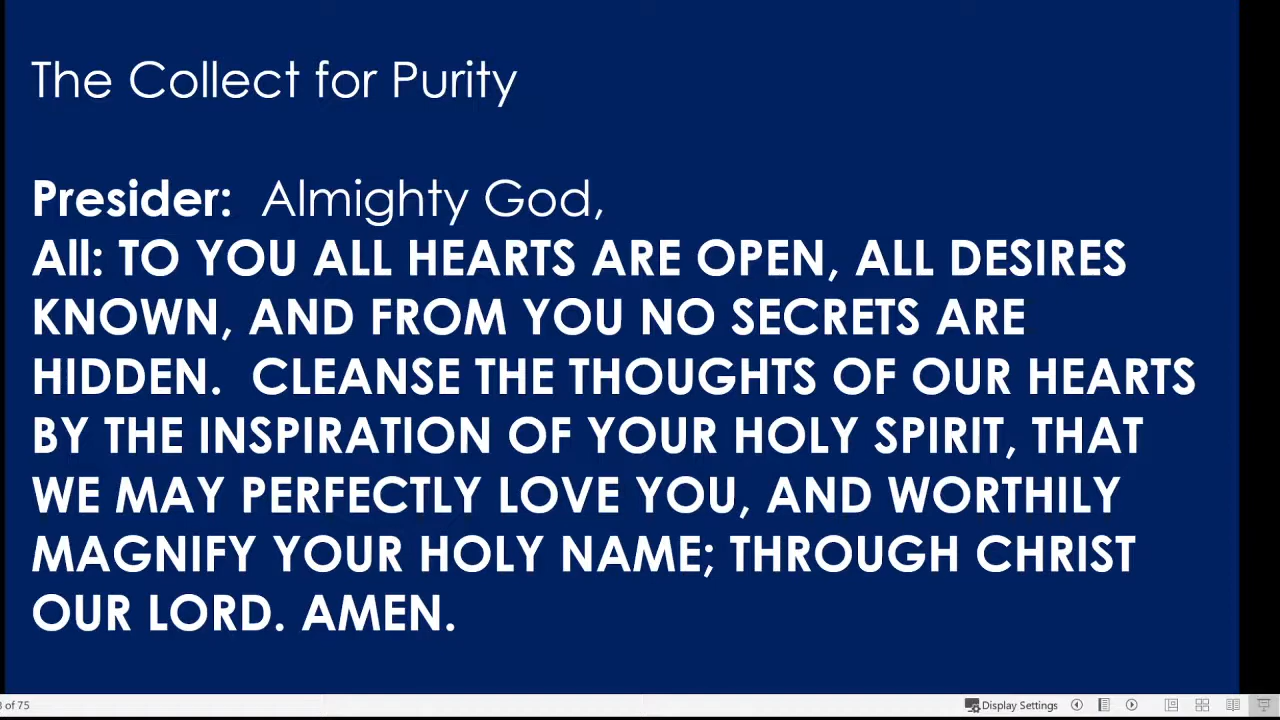 The Collect for Purity
Presider:  Almighty God,
All: TO YOU ALL HEARTS ARE OPEN, ALL DESIRES
KNOWN, AND FROM YOU NO SECRETS ARE
HIDDEN.  CLEANSE THE THOUGHTS OF OUR HEARTS
BY THE INSPIRATION OF YOUR HOLY SPIRIT, THAT
WE MAY PERFECTLY LOVE YOU, AND WORTHILY
MAGNIFY YOUR HOLY NAME; THROUGH CHRIST
OUR LORD. AMEN.
of 75 Display Settings